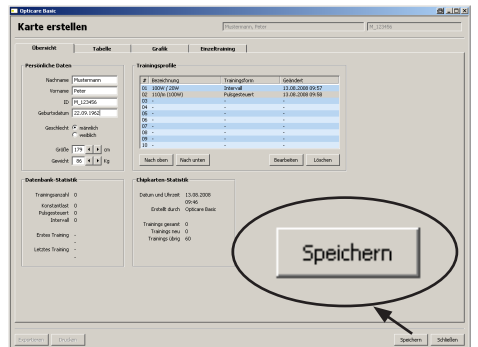 Opticare Basic
Karte erstellen
Mustermann, Peter
M_123456
Übersicht Tabelle Grafik Einzeltraining
Persönliche Daten
Nachname Mustermann
Vorname Peter
ID M_123456
Geburtsdatum 22.09.1962
Geschlecht männlich
weiblich
Größe 179 cm
Gewicht 86 Kg
Trainingsprofile
# Bezeichnung Trainingsform Geändert
01 100W / 20W Intervall 13.08.2008 09:57
02 110/m (100W) Pulsgesteuert 13.08.2008 09:58
03 - - -
04 - - -
05 - - -
06 - - -
07 - - -
08 - - -
09 - - -
10 - - -
Nach oben Nach unten Bearbeiten Löschen
Datenbank-Statistik
Trainingsanzahl 0
Konstantlast 0
Pulsgesteuert 0
Intervall 0
Erstes Training -
-
Letztes Training -
-
Chipkarten-Statistik
Datum und Uhrzeit 13.08.2008
09:46
Erstellt durch Opticare Basic
Trainings gesamt 0
Trainings neu 0
Trainings übrig 60
Speichern
Exportieren Drucken Speichern Schließen